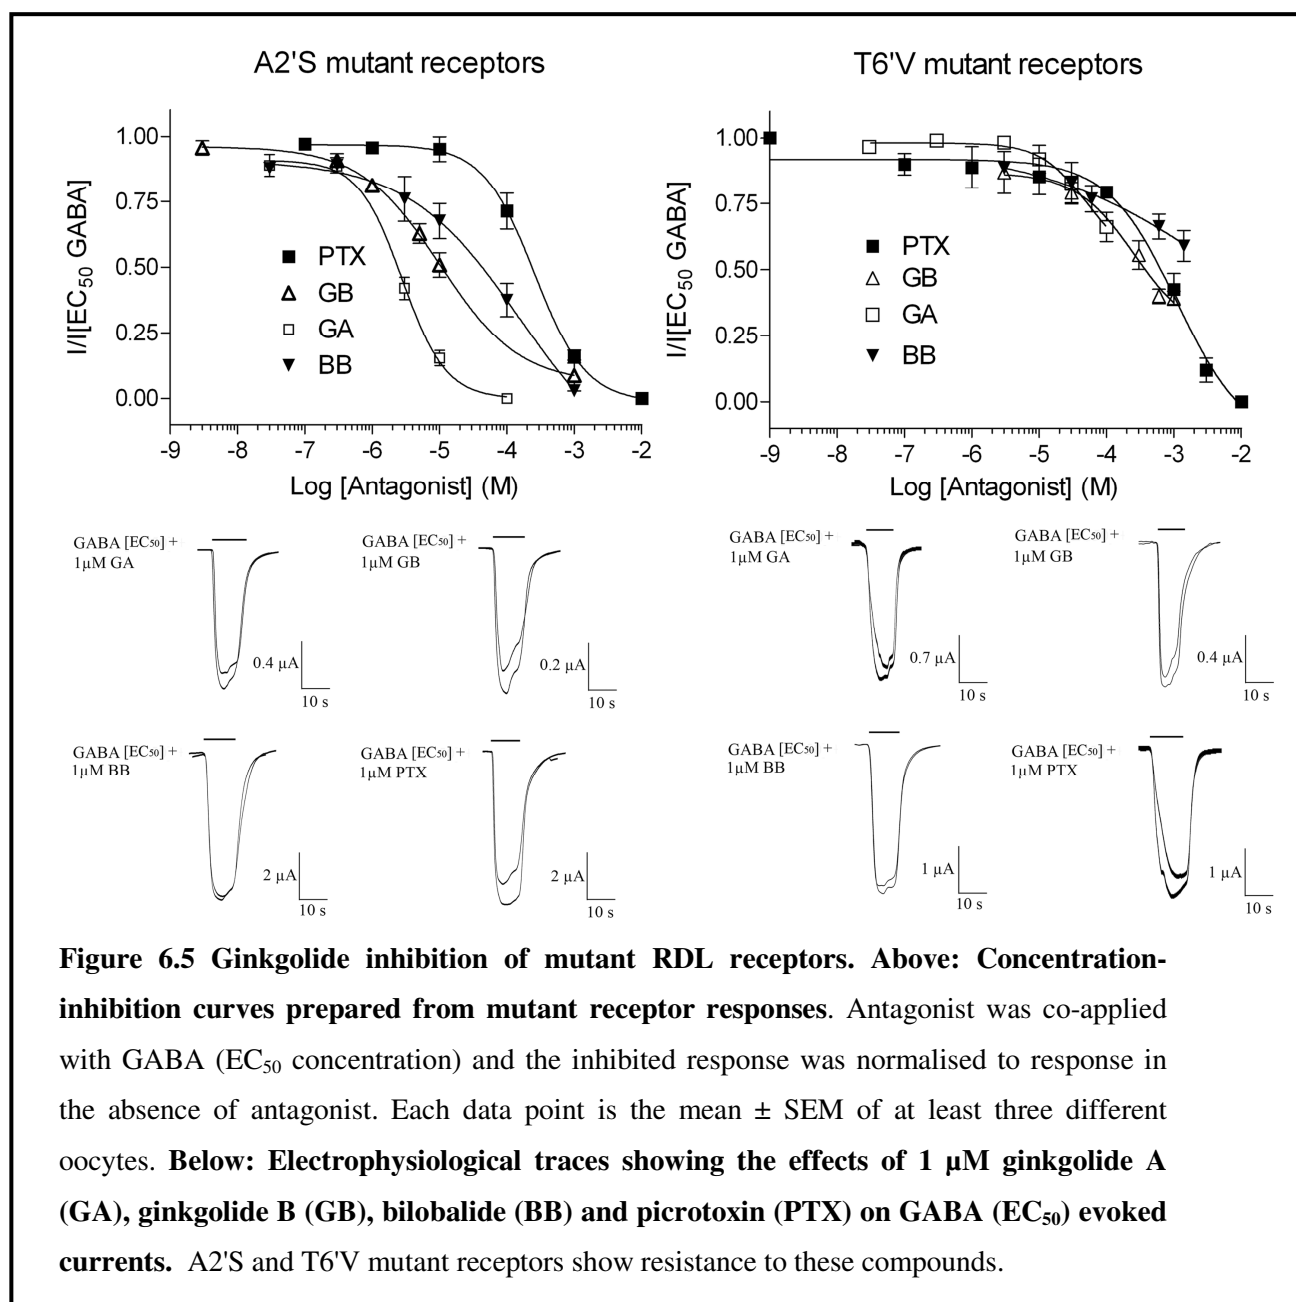 A2'S mutant receptors
I/I[EC50 GABA]
1.00
0.75
0.50
0.25
0.00
PTX
GB
GA
BB
-9 -8 -7 -6 -5 -4 -3 -2
Log [Antagonist] (M)
T6'V mutant receptors
I/I[EC50 GABA]
1.00
0.75
0.50
0.25
0.00
PTX
GB
GA
BB
-9 -8 -7 -6 -5 -4 -3 -2
Log [Antagonist] (M)
GABA [EC50] +
1µM GA
0.4 µA
10 s
GABA [EC50] +
1µM GB
0.2 µA
10 s
GABA [EC50] +
1µM GA
0.7 µA
10 s
GABA [EC50] +
1µM GB
0.4 µA
10 s
GABA [EC50] +
1µM BB
2 µA
10 s
GABA [EC50] +
1µM PTX
2 µA
10 s
GABA [EC50] +
1µM BB
1 µA
10 s
GABA [EC50] +
1µM PTX
1 µA
10 s
Figure 6.5 Ginkgolide inhibition of mutant RDL receptors. Above: Concentration-
inhibition curves prepared from mutant receptor responses. Antagonist was co-applied
with GABA (EC50 concentration) and the inhibited response was normalised to response in
the absence of antagonist. Each data point is the mean ± SEM of at least three different
oocytes. Below: Electrophysiological traces showing the effects of 1 µM ginkgolide A
(GA), ginkgolide B (GB), bilobalide (BB) and picrotoxin (PTX) on GABA (EC50) evoked
currents. A2'S and T6'V mutant receptors show resistance to these compounds.